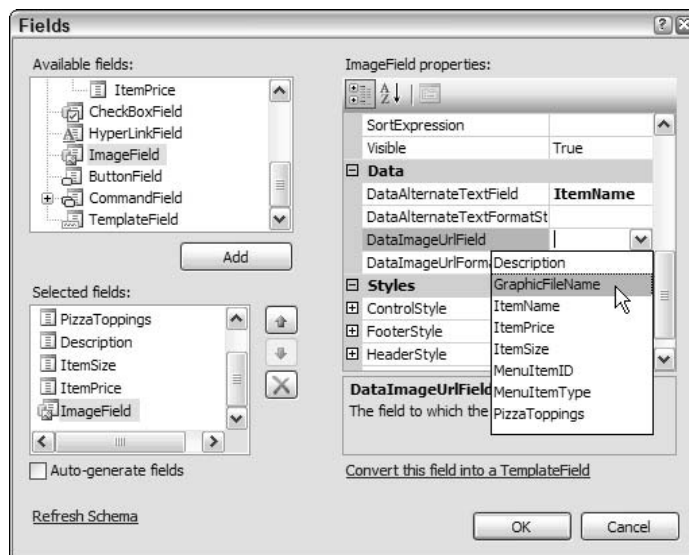 Fields
Available fields:
ItemPrice
CheckBoxField
HyperLinkField
ImageField
ButtonField
CommandField
TemplateField
Add
Selected fields:
PizzaToppings
Description
ItemSize
ItemPrice
ImageField
Auto-generate fields
Refresh Schema
ImageField properties:
SortExpression
Visible True
Data
DataAlternateTextField ItemName
DataAlternateTextFormatSt
DataImageUrlField
DataImageUrlForma
Description
GraphicFileName
ItemName
ItemPrice
ItemSize
MenuItemID
MenuItemType
PizzaToppings
Styles
ControlStyle
FooterStyle
HeaderStyle
DataImageUrlField
The field to which the
Convert this field into a TemplateField
OK
Cancel